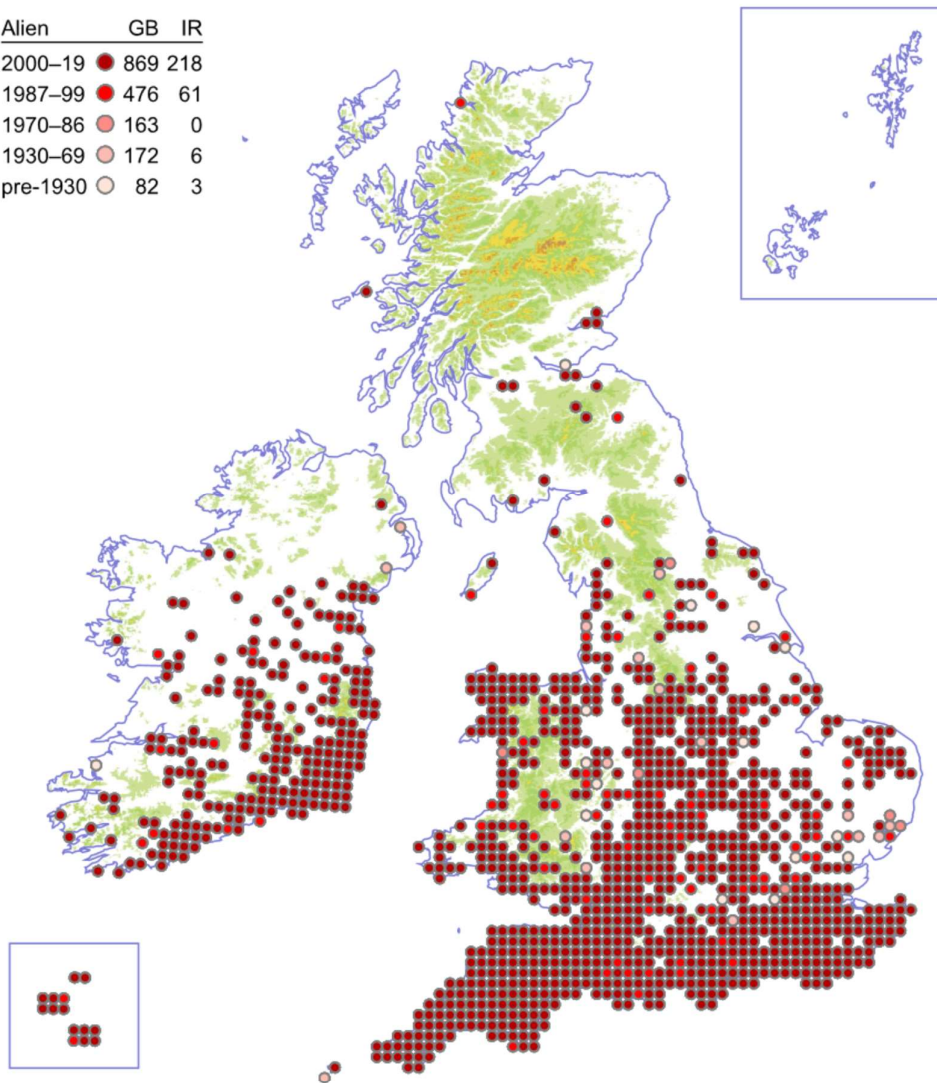 Alien GB IR
2000–19 869 218
1987–99 476 61
1970–86 163 0
1930–69 172 6
pre-1930 82 3